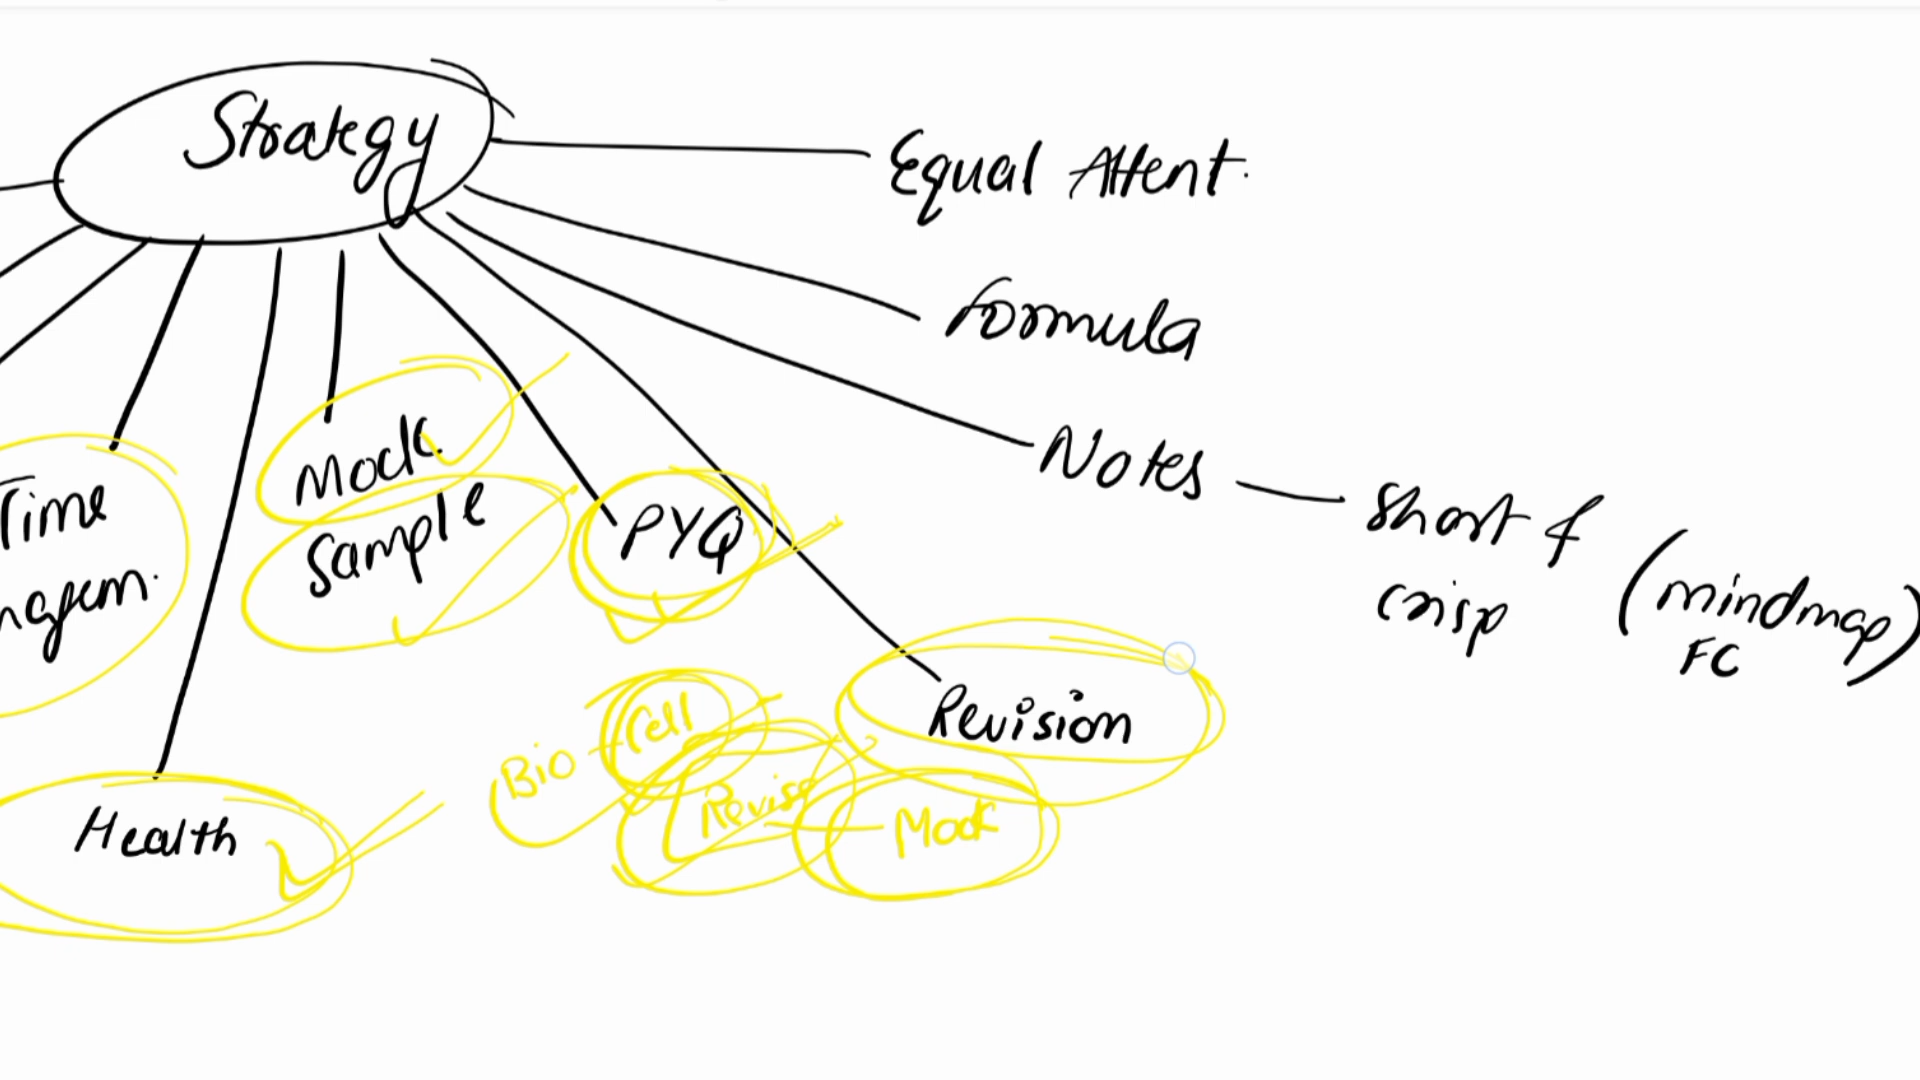 Strategy
Equal Attent.
formula
Notes
Short &
crisp
(mindmap)
FC
Mock
Sample
PYQ
Time
Revision
Bio
Cell
Revise
Mock
Health